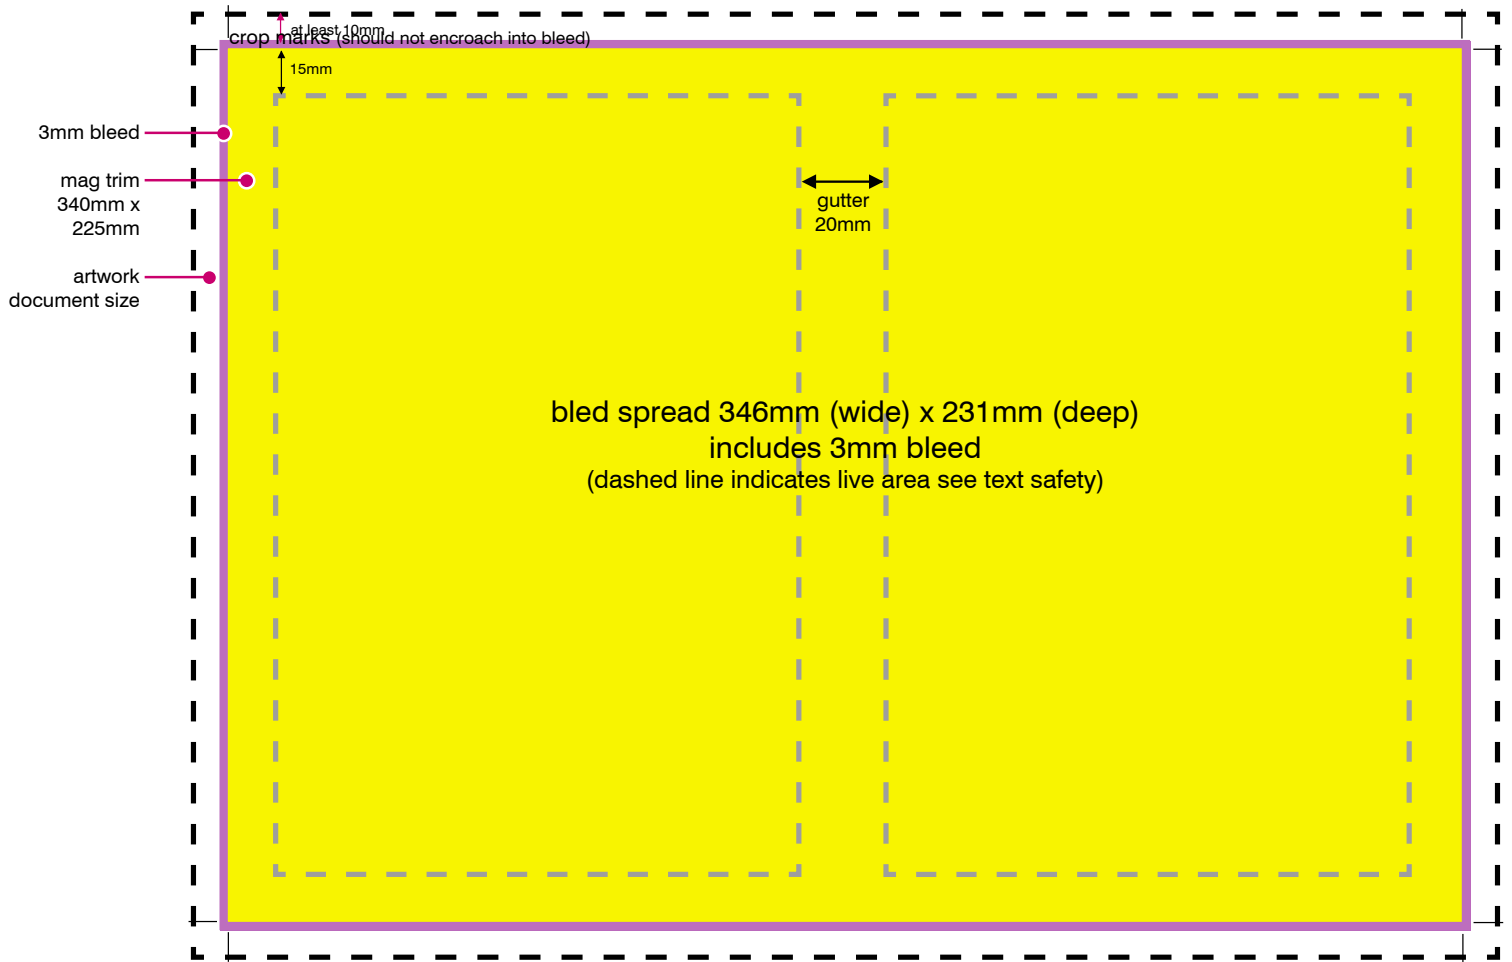 at least 10mm
crop marks (should not encroach into bleed)
15mm
3mm bleed
mag trim
340mm x
225mm
gutter
20mm
artwork
document size
bled spread 346mm (wide) x 231mm (deep)
includes 3mm bleed
(dashed line indicates live area see text safety)